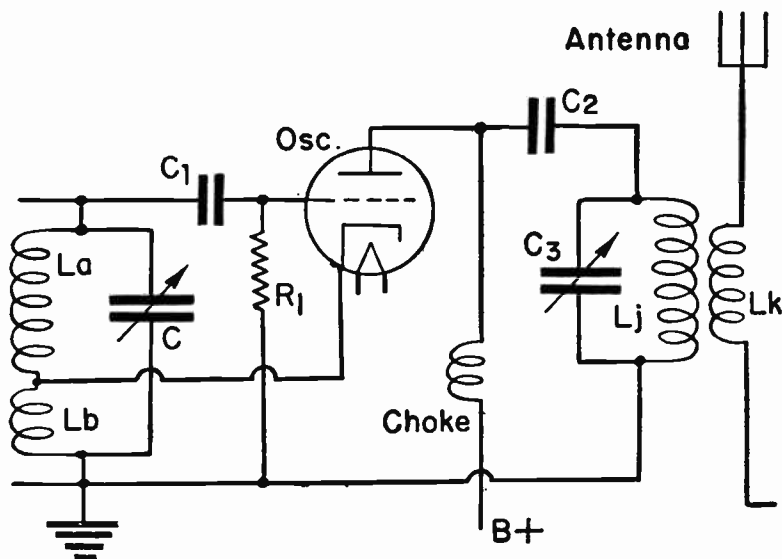 Antenna
C2
Osc.
C1
La
C3
R1
Lj
Lk
C
Lb
Choke
B+